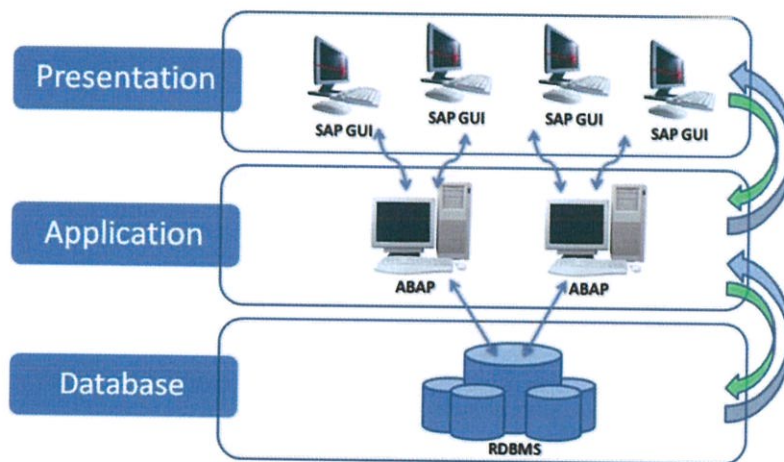 Presentation
SAP GUI
SAP GUI
SAP GUI
SAP GUI
Application
ABAP
ABAP
Database
RDBMS